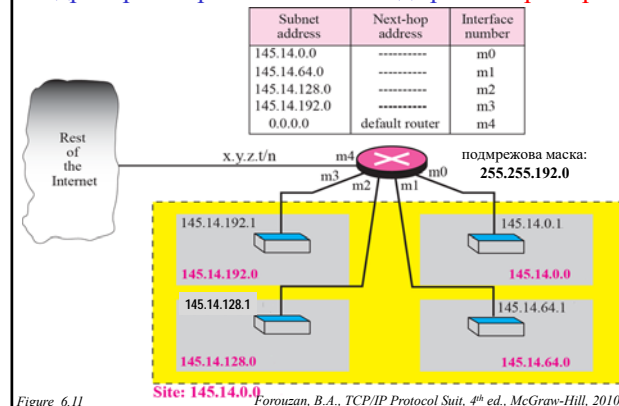 Subnet address
Next-hop address
Interface number
145.14.0.0 ---------- m0
145.14.64.0 ---------- m1
145.14.128.0 ---------- m2
145.14.192.0 ---------- m3
0.0.0.0 default router m4
Rest
of
the
Internet
x.y.z.t/n
m4
m3
m2
m1
m0
подмрежова маска:
255.255.192.0
145.14.192.1
145.14.192.0
145.14.0.1
145.14.0.0
145.14.128.1
145.14.128.0
145.14.64.1
145.14.64.0
Site: 145.14.0.0
Figure 6.11
Forouzan, B.A., TCP/IP Protocol Suit, 4th ed., McGraw-Hill, 2010